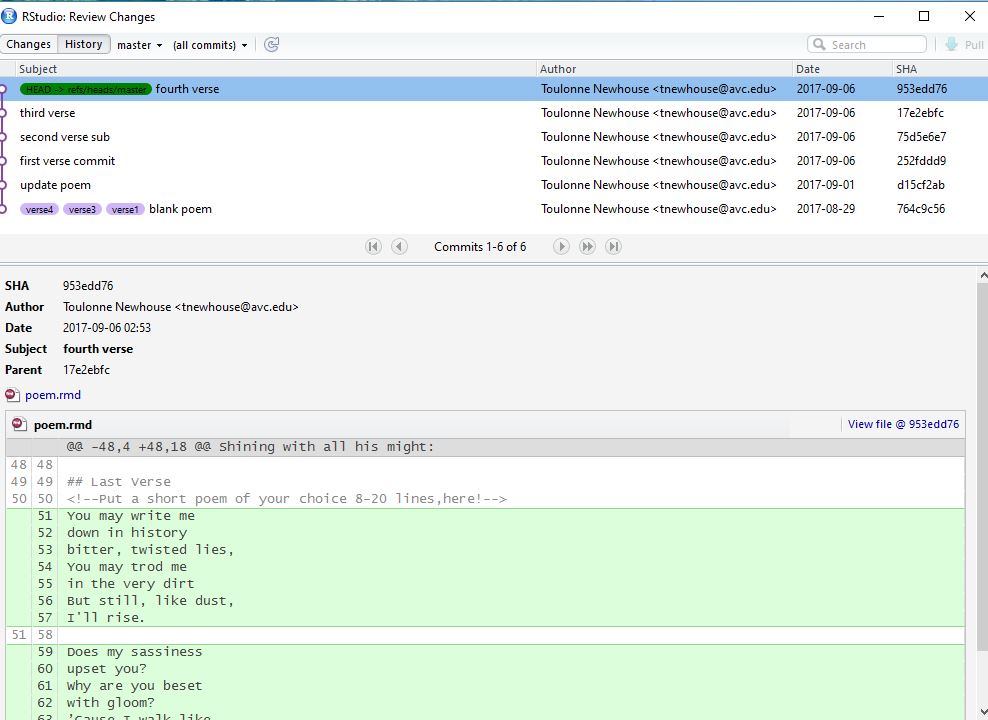 RStudio: Review Changes
Changes History master (all commits) Search Pull
Subject Author Date SHA
HEAD -> refs/heads/master fourth verse Toulonne Newhouse <tnewhouse@avc.edu> 2017-09-06 953edd76
third verse Toulonne Newhouse <tnewhouse@avc.edu> 2017-09-06 17e2ebfc
second verse sub Toulonne Newhouse <tnewhouse@avc.edu> 2017-09-06 75d5e6e7
first verse commit Toulonne Newhouse <tnewhouse@avc.edu> 2017-09-06 252fddd9
update poem Toulonne Newhouse <tnewhouse@avc.edu> 2017-09-01 d15cf2ab
verse4 verse3 verse1 blank poem Toulonne Newhouse <tnewhouse@avc.edu> 2017-08-29 764c9c56
Commits 1-6 of 6
SHA 953edd76
Author Toulonne Newhouse <tnewhouse@avc.edu>
Date 2017-09-06 02:53
Subject fourth verse
Parent 17e2ebfc
poem.rmd
poem.rmd View file @ 953edd76
@@ -48,4 +48,18 @@ Shining with all his might:
48 48
49 49 ## Last Verse
50 50 <!--Put a short poem of your choice 8-20 lines,here!-->
51 You may write me
52 down in history
53 bitter, twisted lies,
54 You may trod me
55 in the very dirt
56 But still, like dust,
57 I'll rise.
51 58
59 Does my sassiness
60 upset you?
61 Why are you beset
62 with gloom?
63 'Cause I walk like